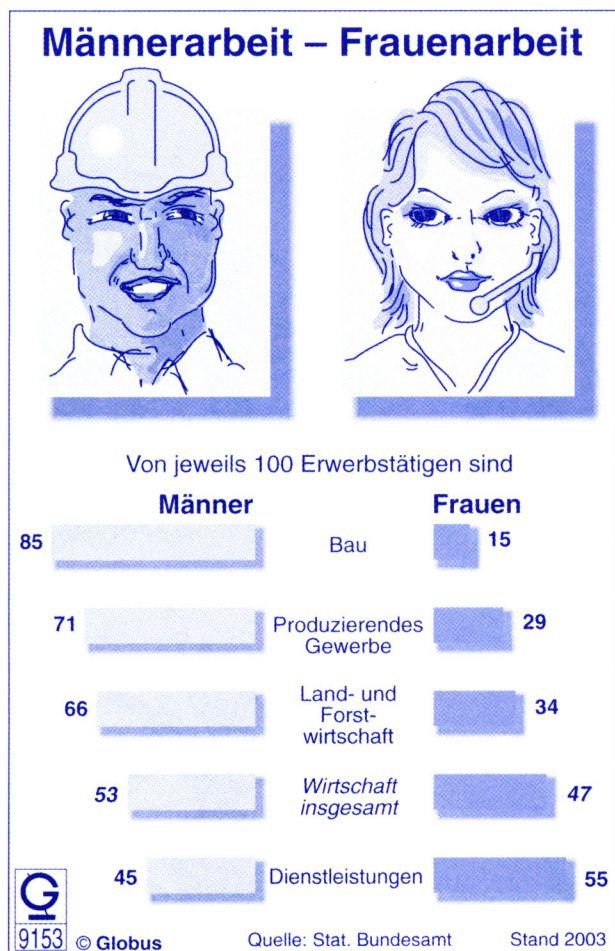 Männerarbeit – Frauenarbeit
Von jeweils 100 Erwerbstätigen sind
Männer Frauen
85 Bau 15
71 Produzierendes Gewerbe 29
66 Land- und Forst-wirtschaft 34
53 Wirtschaft insgesamt 47
45 Dienstleistungen 55
G
9153 © Globus Quelle: Stat. Bundesamt Stand 2003